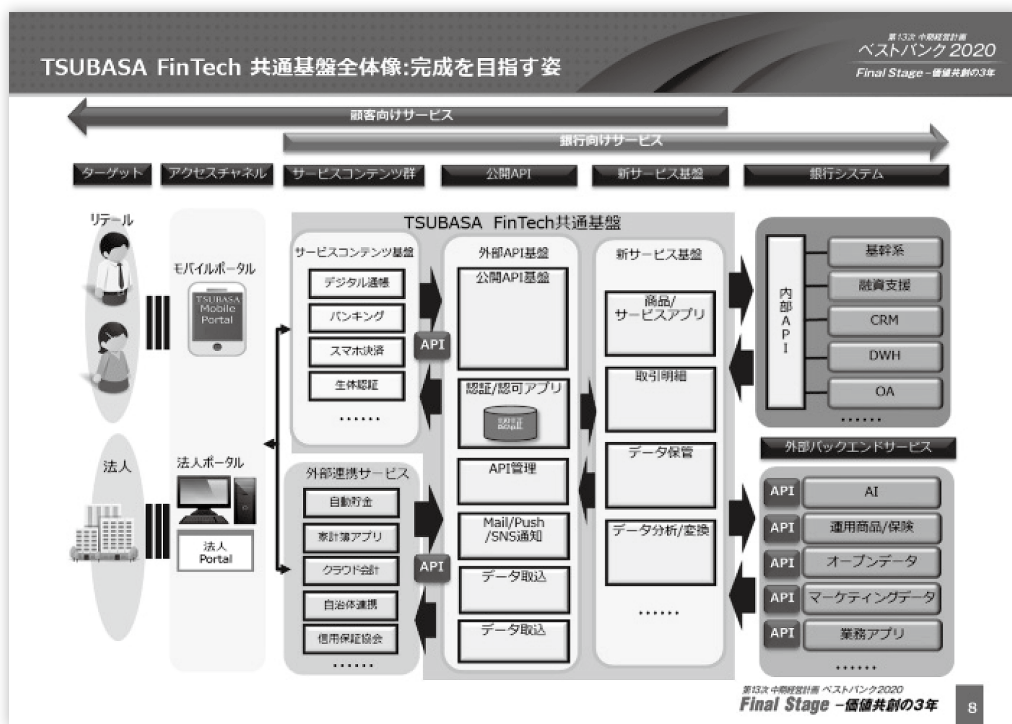 TSUBASA FinTech 共通基盤全体像:完成を目指す姿
第13次 中期経営計画
ベストバンク 2020
Final Stage －価値共創の3年
顧客向けサービス
銀行向けサービス
ターゲット
アクセスチャネル
サービスコンテンツ群
公開API
新サービス基盤
銀行システム
リテール
モバイルポータル
TSUBASA
Mobile
Portal
法人
法人ポータル
法人
Portal
TSUBASA FinTech共通基盤
サービスコンテンツ基盤
デジタル通帳
バンキング
スマホ決済
生体認証
……
外部連携サービス
自動貯金
家計簿アプリ
クラウド会計
自治体連携
信用保証協会
……
API
API
外部API基盤
公開API基盤
認証/認可アプリ
API管理
Mail/Push
/SNS通知
データ取込
データ取込
新サービス基盤
商品/
サービスアプリ
取引明細
データ保管
データ分析/変換
……
内部API
基幹系
融資支援
CRM
DWH
OA
……
外部バックエンドサービス
API
AI
API
運用商品/保険
API
オープンデータ
API
マーケティングデータ
API
業務アプリ
……
第13次 中期経営計画 ベストバンク2020
Final Stage －価値共創の3年
8